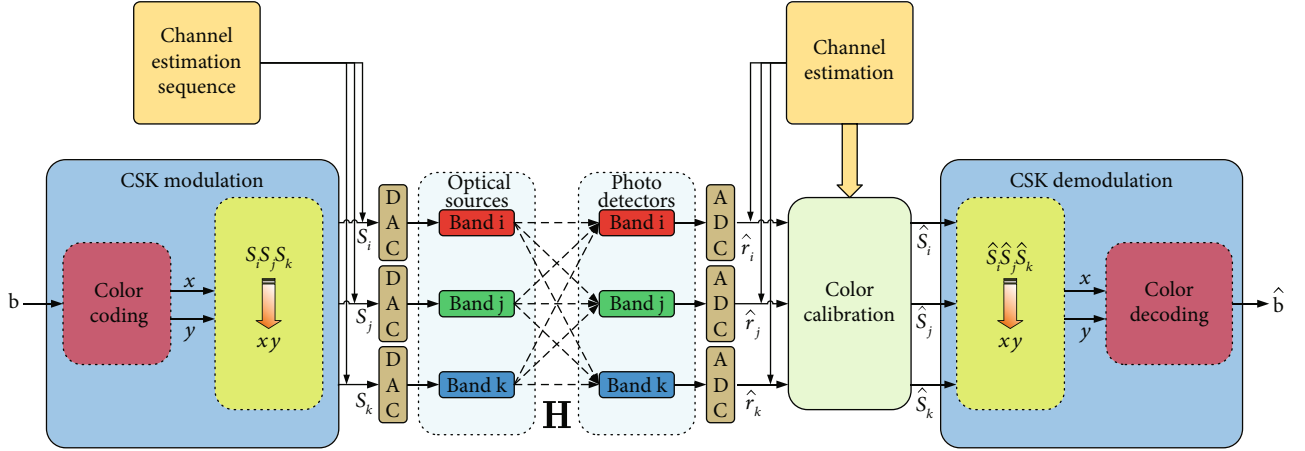 Channel
estimation
sequence
Channel
estimation
CSK modulation
Optical
sources
Photo
detectors
CSK demodulation
b
Color
coding
x
y
S_i S_j S_k
x y
S_i
S_j
S_k
D
A
C
D
A
C
D
A
C
Band i
Band j
Band k
H
Band i
Band j
Band k
A
D
C
A
D
C
A
D
C
r̂_i
r̂_j
r̂_k
Color
calibration
Ŝ_i
Ŝ_j
Ŝ_k
Ŝ_i Ŝ_j Ŝ_k
x y
x
y
Color
decoding
b̂